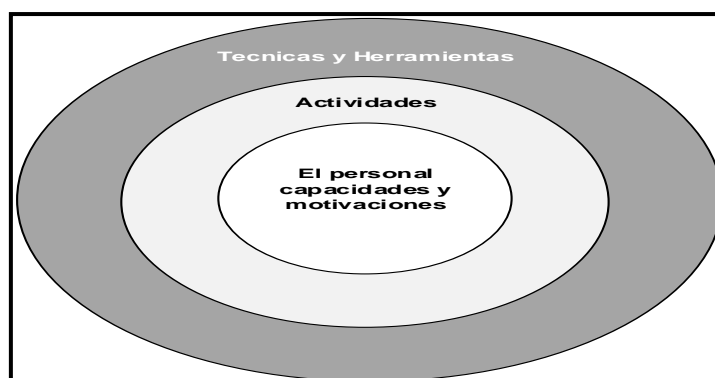 Tecnicas y Herramientas
Actividades
El personal
capacidades y
motivaciones